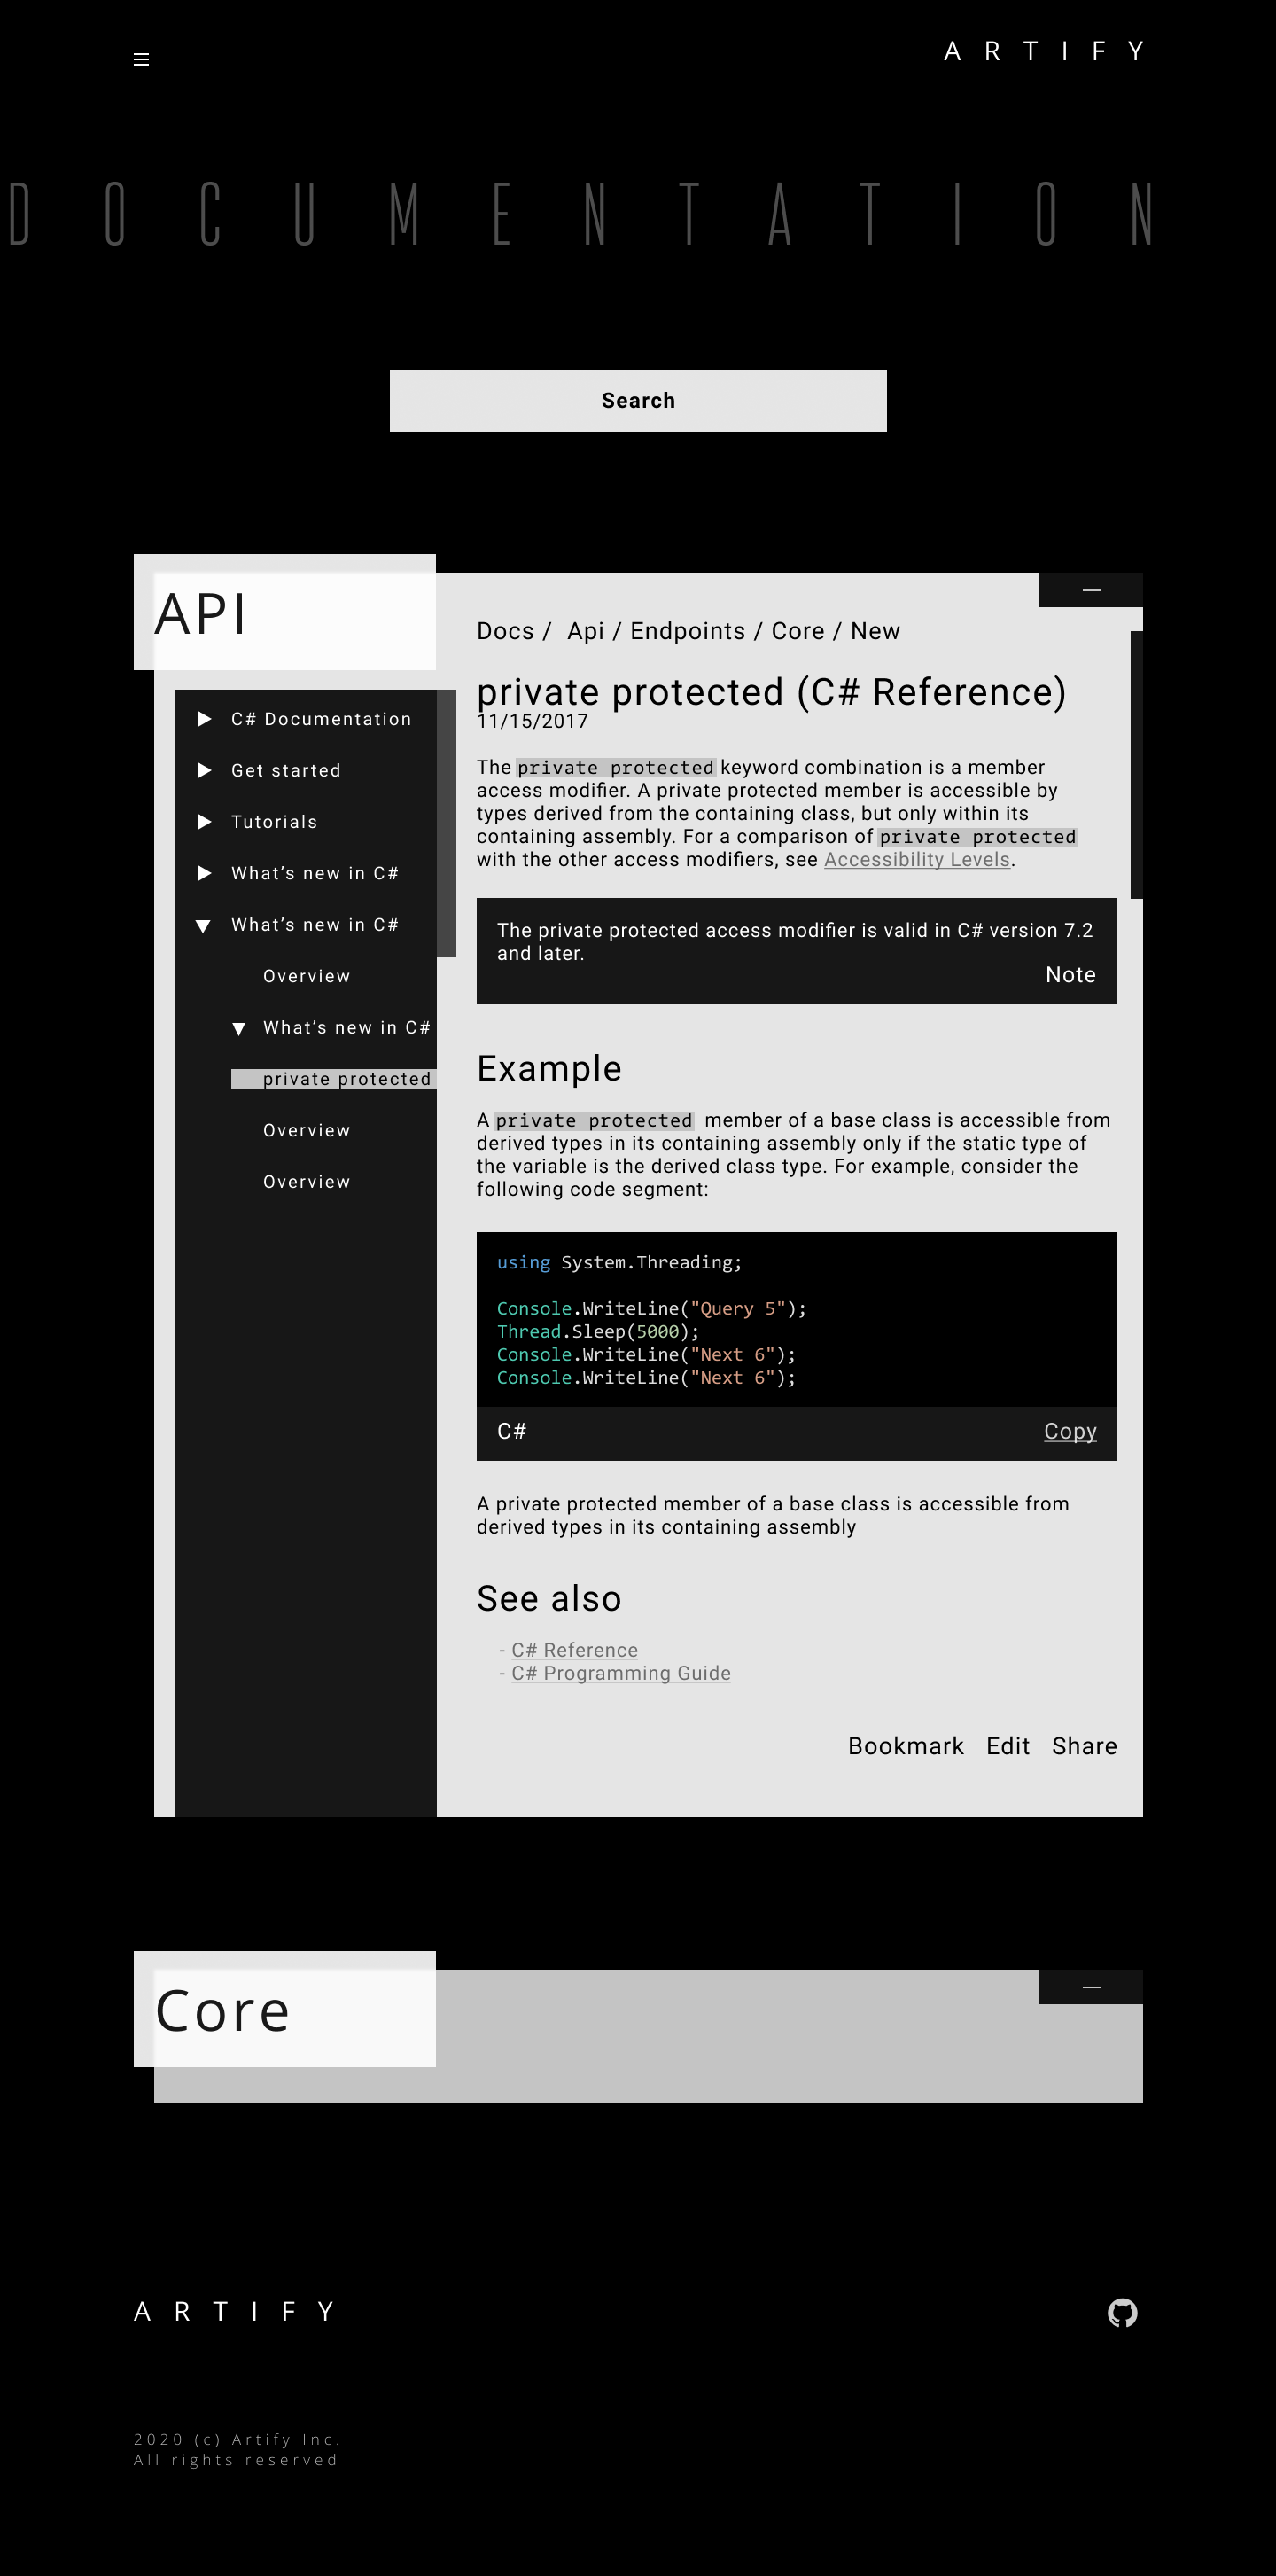 A R T I F Y
D O C U M E N T A T I O N
Search
API
C# Documentation
Get started
Tutorials
What’s new in C#
What’s new in C#
Overview
What’s new in C#
private protected
Overview
Overview
Docs / Api / Endpoints / Core / New
private protected (C# Reference)
11/15/2017
The private protected keyword combination is a member
access modifier. A private protected member is accessible by
types derived from the containing class, but only within its
containing assembly. For a comparison of private protected
with the other access modifiers, see Accessibility Levels.
The private protected access modifier is valid in C# version 7.2
and later.
Note
Example
A private protected member of a base class is accessible from
derived types in its containing assembly only if the static type of
the variable is the derived class type. For example, consider the
following code segment:
using System.Threading;
Console.WriteLine("Query 5");
Thread.Sleep(5000);
Console.WriteLine("Next 6");
Console.WriteLine("Next 6");
C# Copy
A private protected member of a base class is accessible from
derived types in its containing assembly
See also
- C# Reference
- C# Programming Guide
Bookmark Edit Share
Core
A R T I F Y
2020 (c) Artify Inc.
All rights reserved